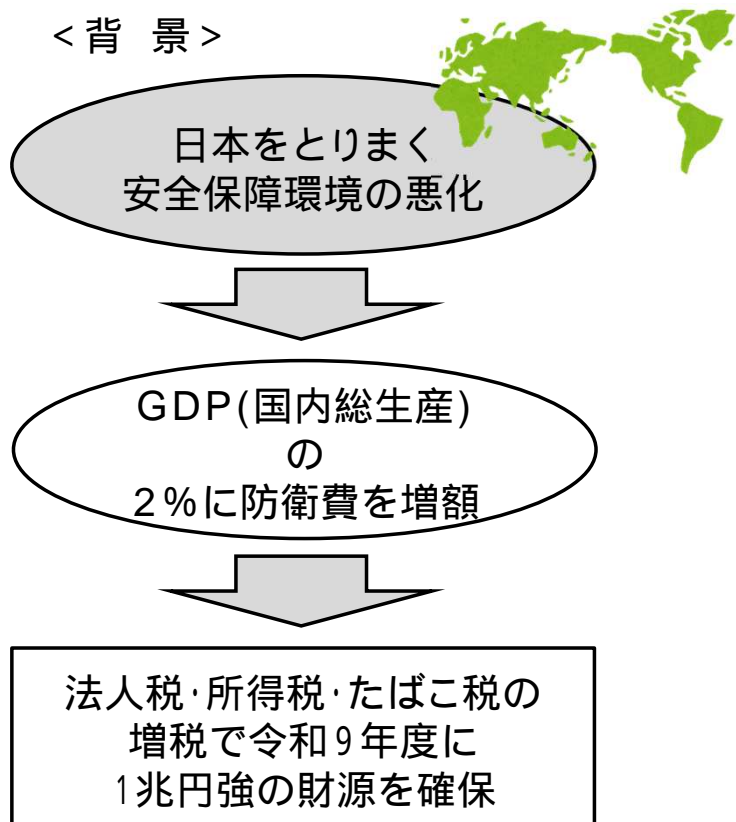 <背 景>
日本をとりまく
安全保障環境の悪化
GDP(国内総生産)
の
2%に防衛費を増額
法人税･所得税･たばこ税の
増税で令和9年度に
1兆円強の財源を確保